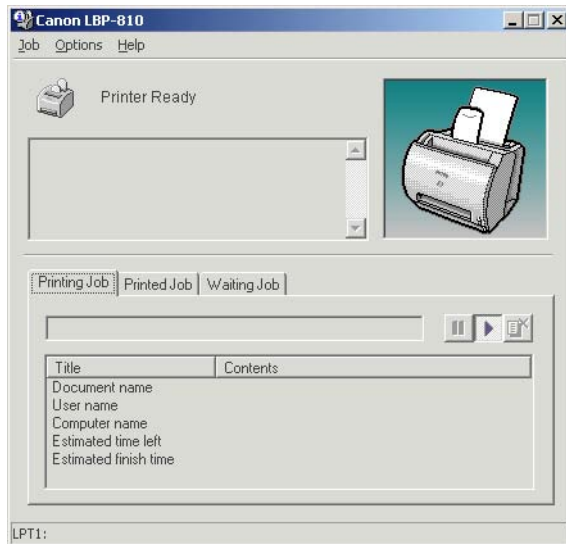 Canon LBP-810
Job Options Help
Printer Ready
Printing Job Printed Job Waiting Job
Title Contents
Document name
User name
Computer name
Estimated time left
Estimated finish time
LPT1: